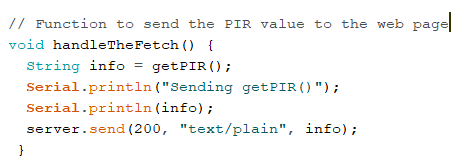 // Function to send the PIR value to the web page
void handleTheFetch() {
  String info = getPIR();
  Serial.println("Sending getPIR()");
  Serial.println(info);
  server.send(200, "text/plain", info);
 }